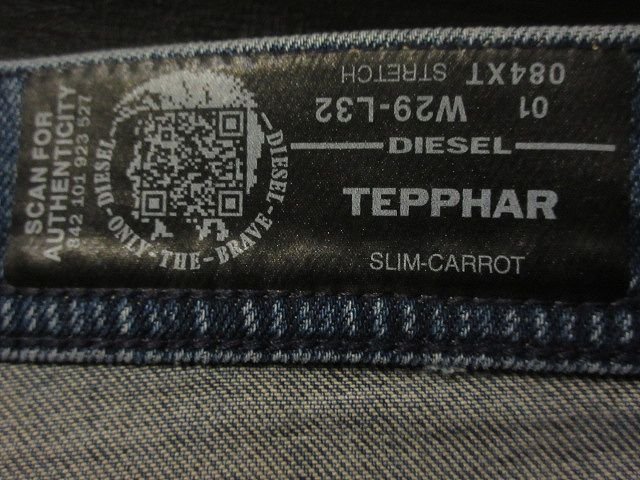 SCAN FOR
AUTHENTICITY
842 101 923 527
DIESEL
DIESEL
-ONLY-THE-BRAVE-
084XT STRETCH
01 W29-L32
DIESEL
TEPPHAR
SLIM-CARROT